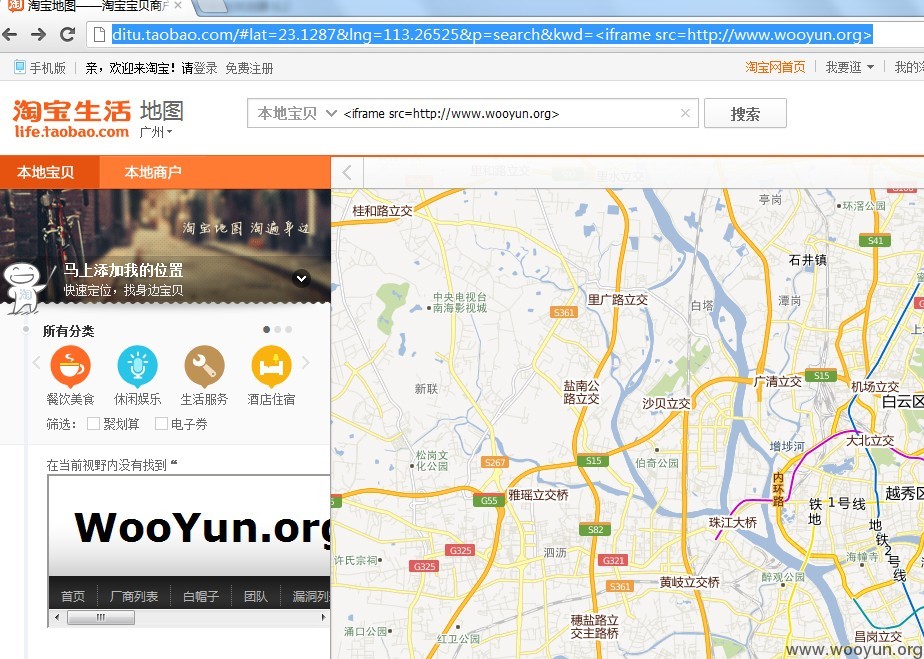 淘宝地图——淘宝宝贝商户
ditu.taobao.com/#lat=23.1287&lng=113.26525&p=search&kwd=<iframe src=http://www.wooyun.org>
手机版 亲，欢迎来淘宝！请登录 免费注册 淘宝网首页 我要逛 我的淘
淘宝生活 地图
life.taobao.com 广州
本地宝贝 <iframe src=http://www.wooyun.org> 搜索
本地宝贝 本地商户
淘宝地图 淘遍身边
马上添加我的位置
快速定位，找身边宝贝
淘
所有分类
餐饮美食 休闲娱乐 生活服务 酒店住宿
筛选： 聚划算 电子券
在当前视野内没有找到 “
WooYun.org
首页 厂商列表 白帽子 团队 漏洞列
桂和路立交
亭岗
环滘公园
S41
石井镇
中央电视台
南海影视城
里广路立交
S361
白塔
潭岗
新联
盐南公
路立交
沙贝立交
广清立交
S15
机场立交
白云区
大北立交
增埗河
松岗文
化公园
S267
S15
伯奇公园
内环路
G55
雅瑶立交桥
越秀区
地铁1号线
S82
珠江大桥
地铁2号线
许氏宗祠
G325
G325
泗沥
G321
海幢寺
S361
黄岐立交桥
醉观公园
涌口公园
红卫公园
穗盐路立
交主路桥
昌岗立交
www.wooyun.org